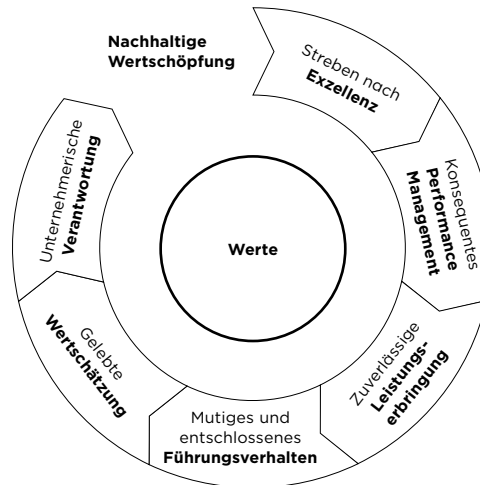 Nachhaltige
Wertschöpfung
Streben nach
Exzellenz
Konsequentes
Performance
Management
Zuverlässige
Leistungs-
erbringung
Mutiges und
entschlossenes
Führungsverhalten
Gelebte
Wertschätzung
Unternehmerische
Verantwortung
Werte